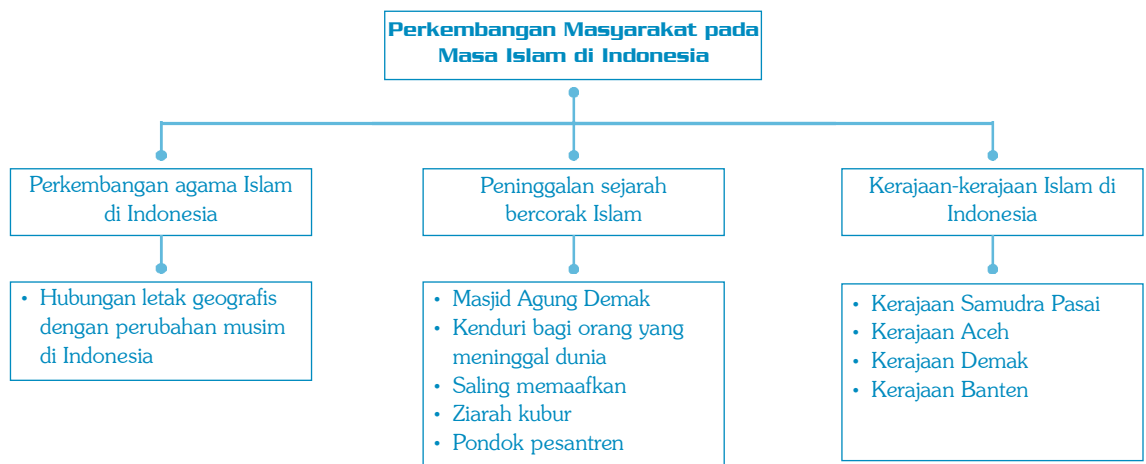 Perkembangan Masyarakat pada
Masa Islam di Indonesia
Perkembangan agama Islam
di Indonesia
• Hubungan letak geografis
dengan perubahan musim
di Indonesia
Peninggalan sejarah
bercorak Islam
• Masjid Agung Demak
• Kenduri bagi orang yang
meninggal dunia
• Saling memaafkan
• Ziarah kubur
• Pondok pesantren
Kerajaan-kerajaan Islam di
Indonesia
• Kerajaan Samudra Pasai
• Kerajaan Aceh
• Kerajaan Demak
• Kerajaan Banten